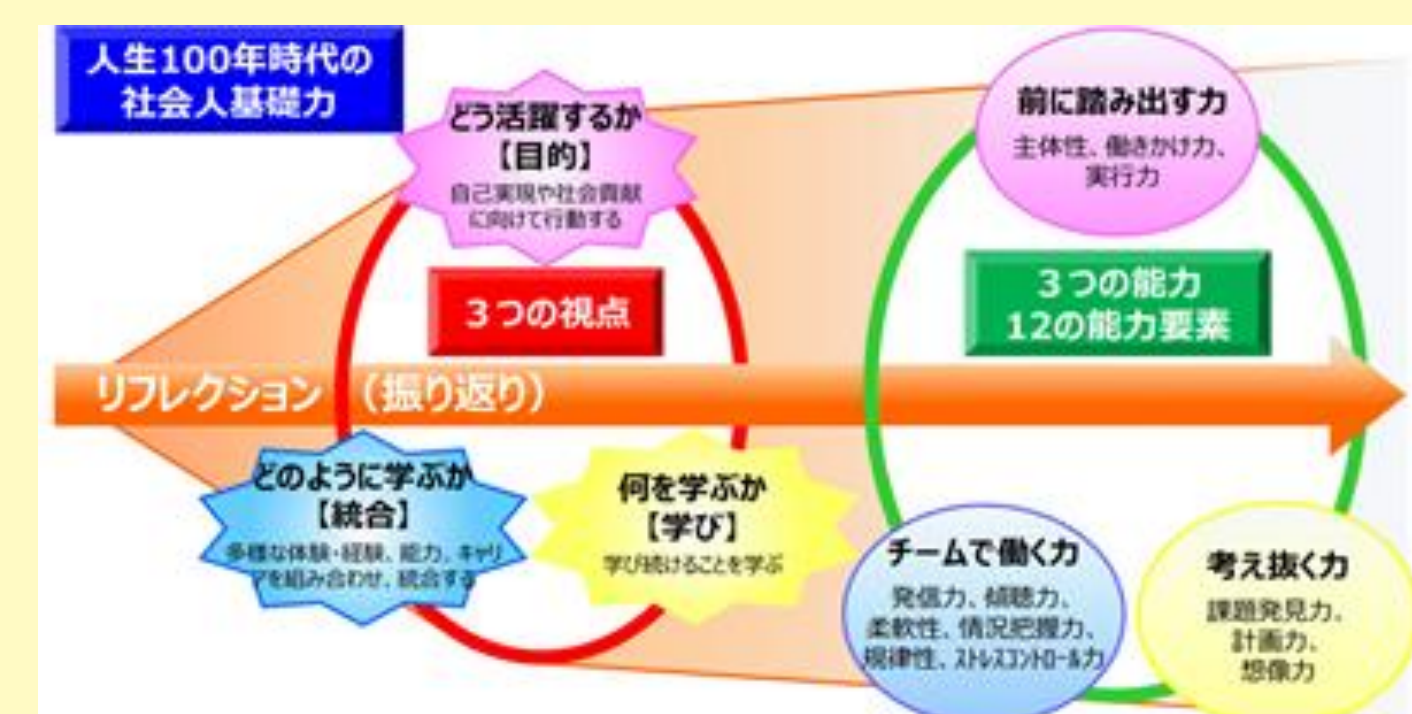 人生100年時代の
社会人基礎力
どう活躍するか
【目的】
自己実現や社会貢献
に向けて行動する
3つの視点
リフレクション (振り返り)
どのように学ぶか
【統合】
多様な体験・経験、能力、キャリ
アを組み合わせ、統合する
何を学ぶか
【学び】
学び続けることを学ぶ
前に踏み出す力
主体性、働きかけ力、
実行力
3つの能力
12の能力要素
チームで働く力
発信力、傾聴力、
柔軟性、情況把握力、
規律性、ストレスコントロール力
考え抜く力
課題発見力、
計画力、
想像力